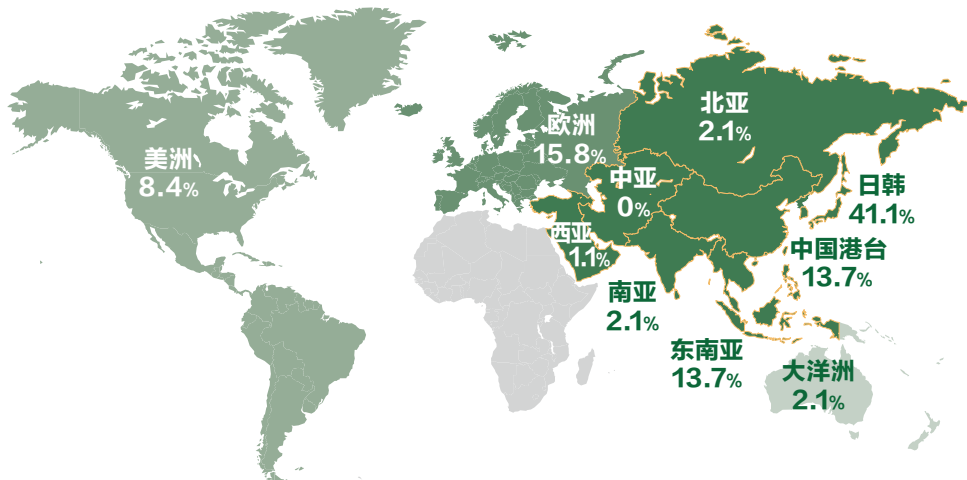 北亚
2.1%
欧洲
15.8%
美洲
8.4%
中亚
0%
日韩
41.1%
西亚
1.1%
中国港台
13.7%
南亚
2.1%
东南亚
13.7%
大洋洲
2.1%